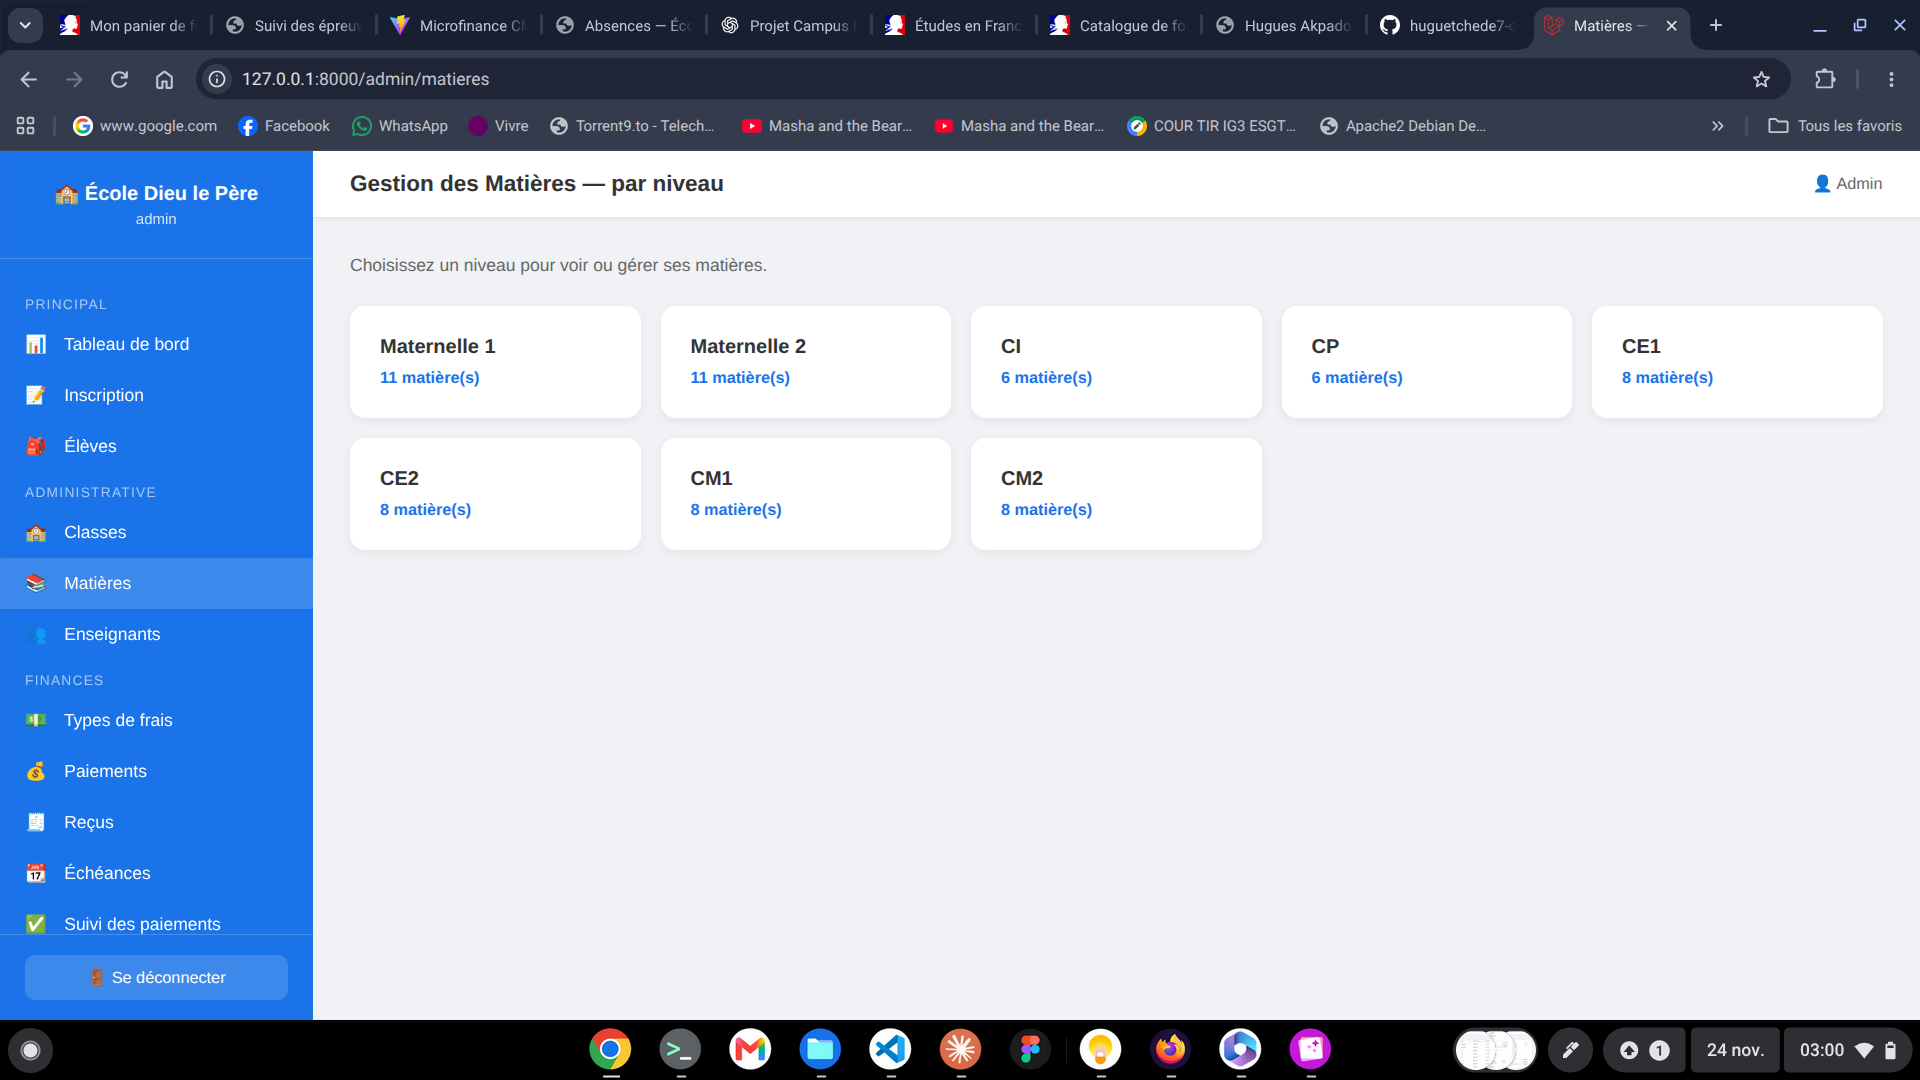 Mon panier de f
Suivi des épreuv
Microfinance C
Absences — Éc
Projet Campus
Études en Franc
Catalogue de fo
Hugues Akpado
huguetchede7-c
Matières —
127.0.0.1:8000/admin/matieres
www.google.com
Facebook
WhatsApp
Vivre
Torrent9.to - Telech...
Masha and the Bear...
Masha and the Bear...
COUR TIR IG3 ESGT...
Apache2 Debian De...
Tous les favoris
École Dieu le Père
admin
PRINCIPAL
Tableau de bord
Inscription
Élèves
ADMINISTRATIVE
Classes
Matières
Enseignants
FINANCES
Types de frais
Paiements
Reçus
Échéances
Suivi des paiements
Se déconnecter
Gestion des Matières — par niveau
Admin
Choisissez un niveau pour voir ou gérer ses matières.
Maternelle 1
11 matière(s)
Maternelle 2
11 matière(s)
CI
6 matière(s)
CP
6 matière(s)
CE1
8 matière(s)
CE2
8 matière(s)
CM1
8 matière(s)
CM2
8 matière(s)
1
24 nov.
03:00